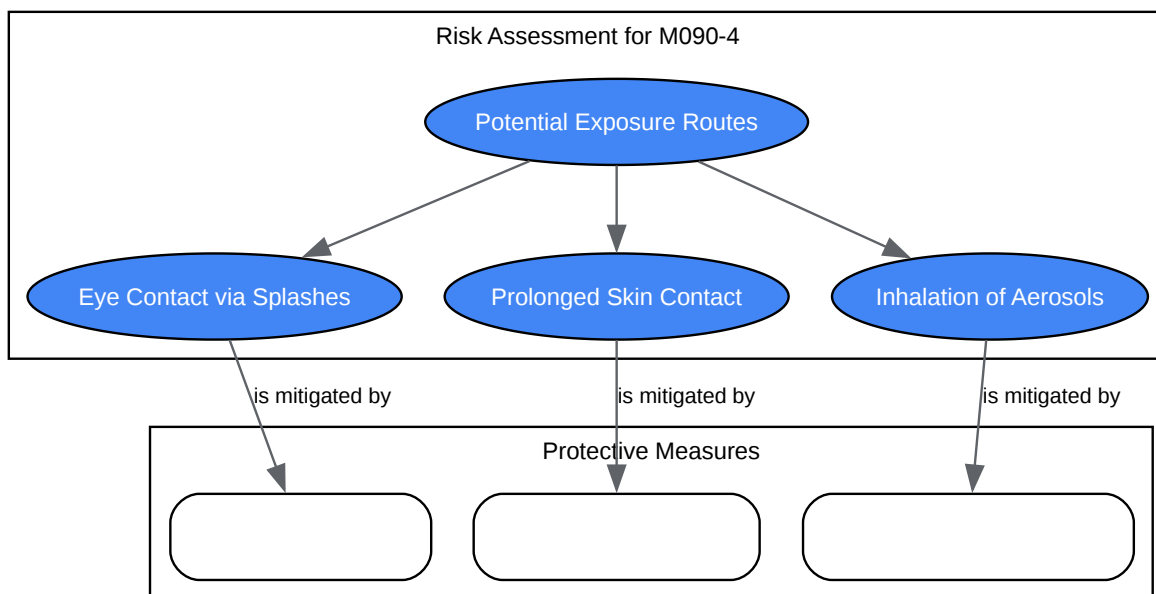 Risk Assessment for M090-4
Potential Exposure Routes
Eye Contact via Splashes
Prolonged Skin Contact
Inhalation of Aerosols
is mitigated by
is mitigated by
is mitigated by
Protective Measures